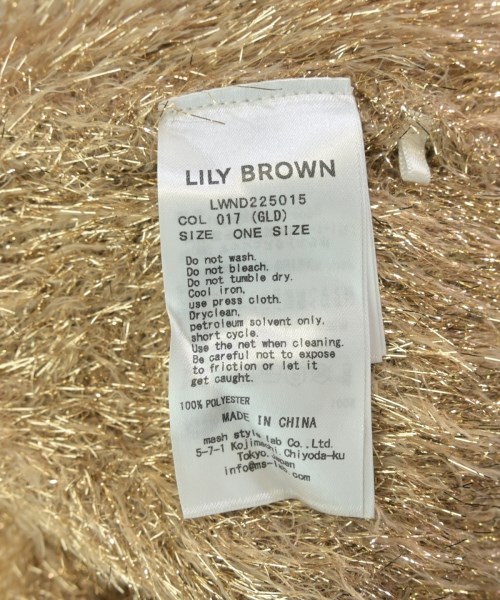 LILY BROWN
LWND225015
COL 017 (GLD)
SIZE ONE SIZE
Do not wash.
Do not bleach.
Do not tumble dry.
Cool iron,
use press cloth.
Dryclean,
petroleum solvent only,
short cycle.
Use the net when cleaning.
Be careful not to expose
to friction or let it
get caught.
100% POLYESTER
MADE IN CHINA
mash style lab Co.,Ltd.
5-7-1 Kojimachi,Chiyoda-ku
Tokyo,Japan